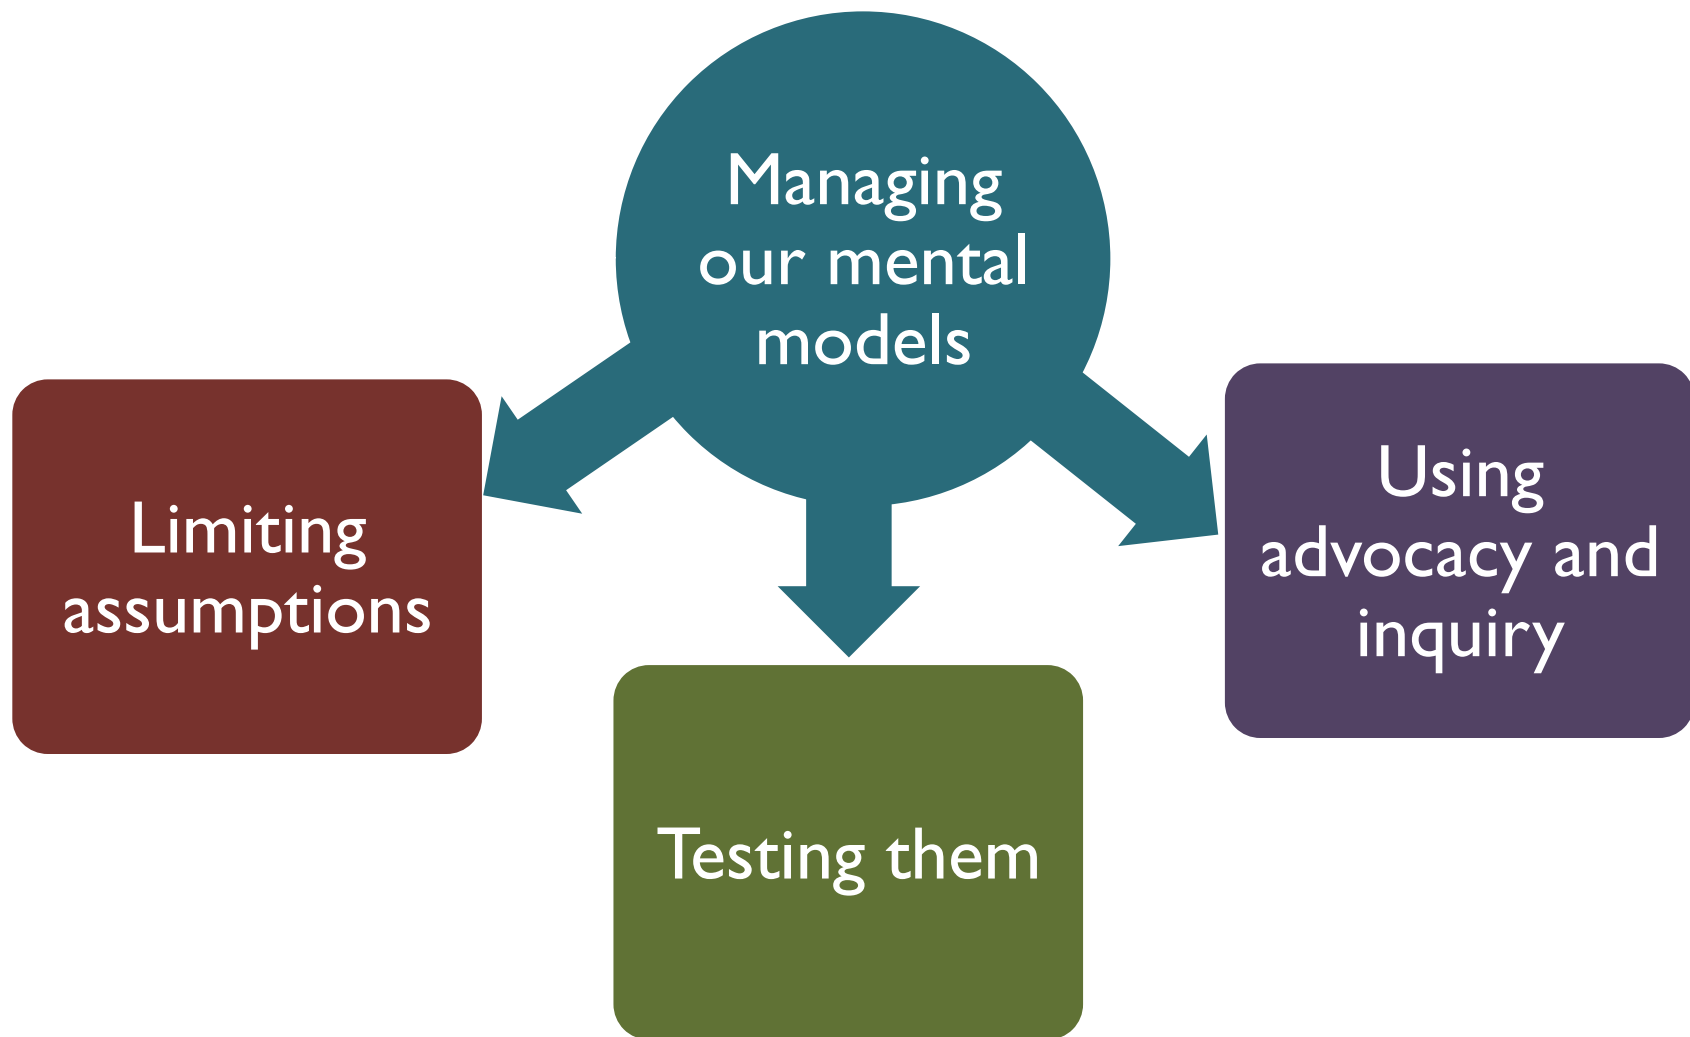 Managing
our mental
models
Limiting
assumptions
Testing them
Using
advocacy and
inquiry